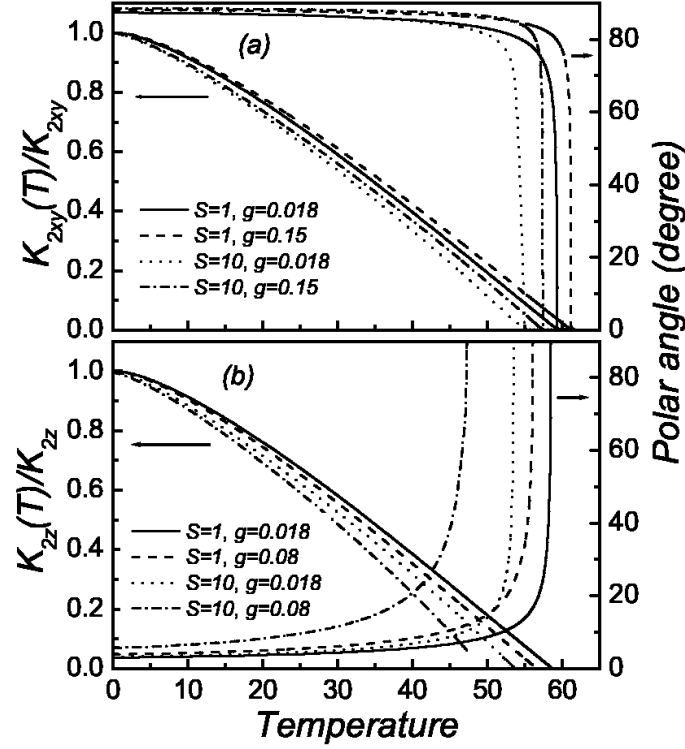 (a)
K2xy(T)/K2xy
1.0
0.8
0.6
0.4
0.2
0.0
S=1, g=0.018
S=1, g=0.15
S=10, g=0.018
S=10, g=0.15
80
60
40
20
0
(b)
K2z(T)/K2z
1.0
0.8
0.6
0.4
0.2
0.0
S=1, g=0.018
S=1, g=0.08
S=10, g=0.018
S=10, g=0.08
80
60
40
20
0
Polar angle (degree)
0 10 20 30 40 50 60
Temperature